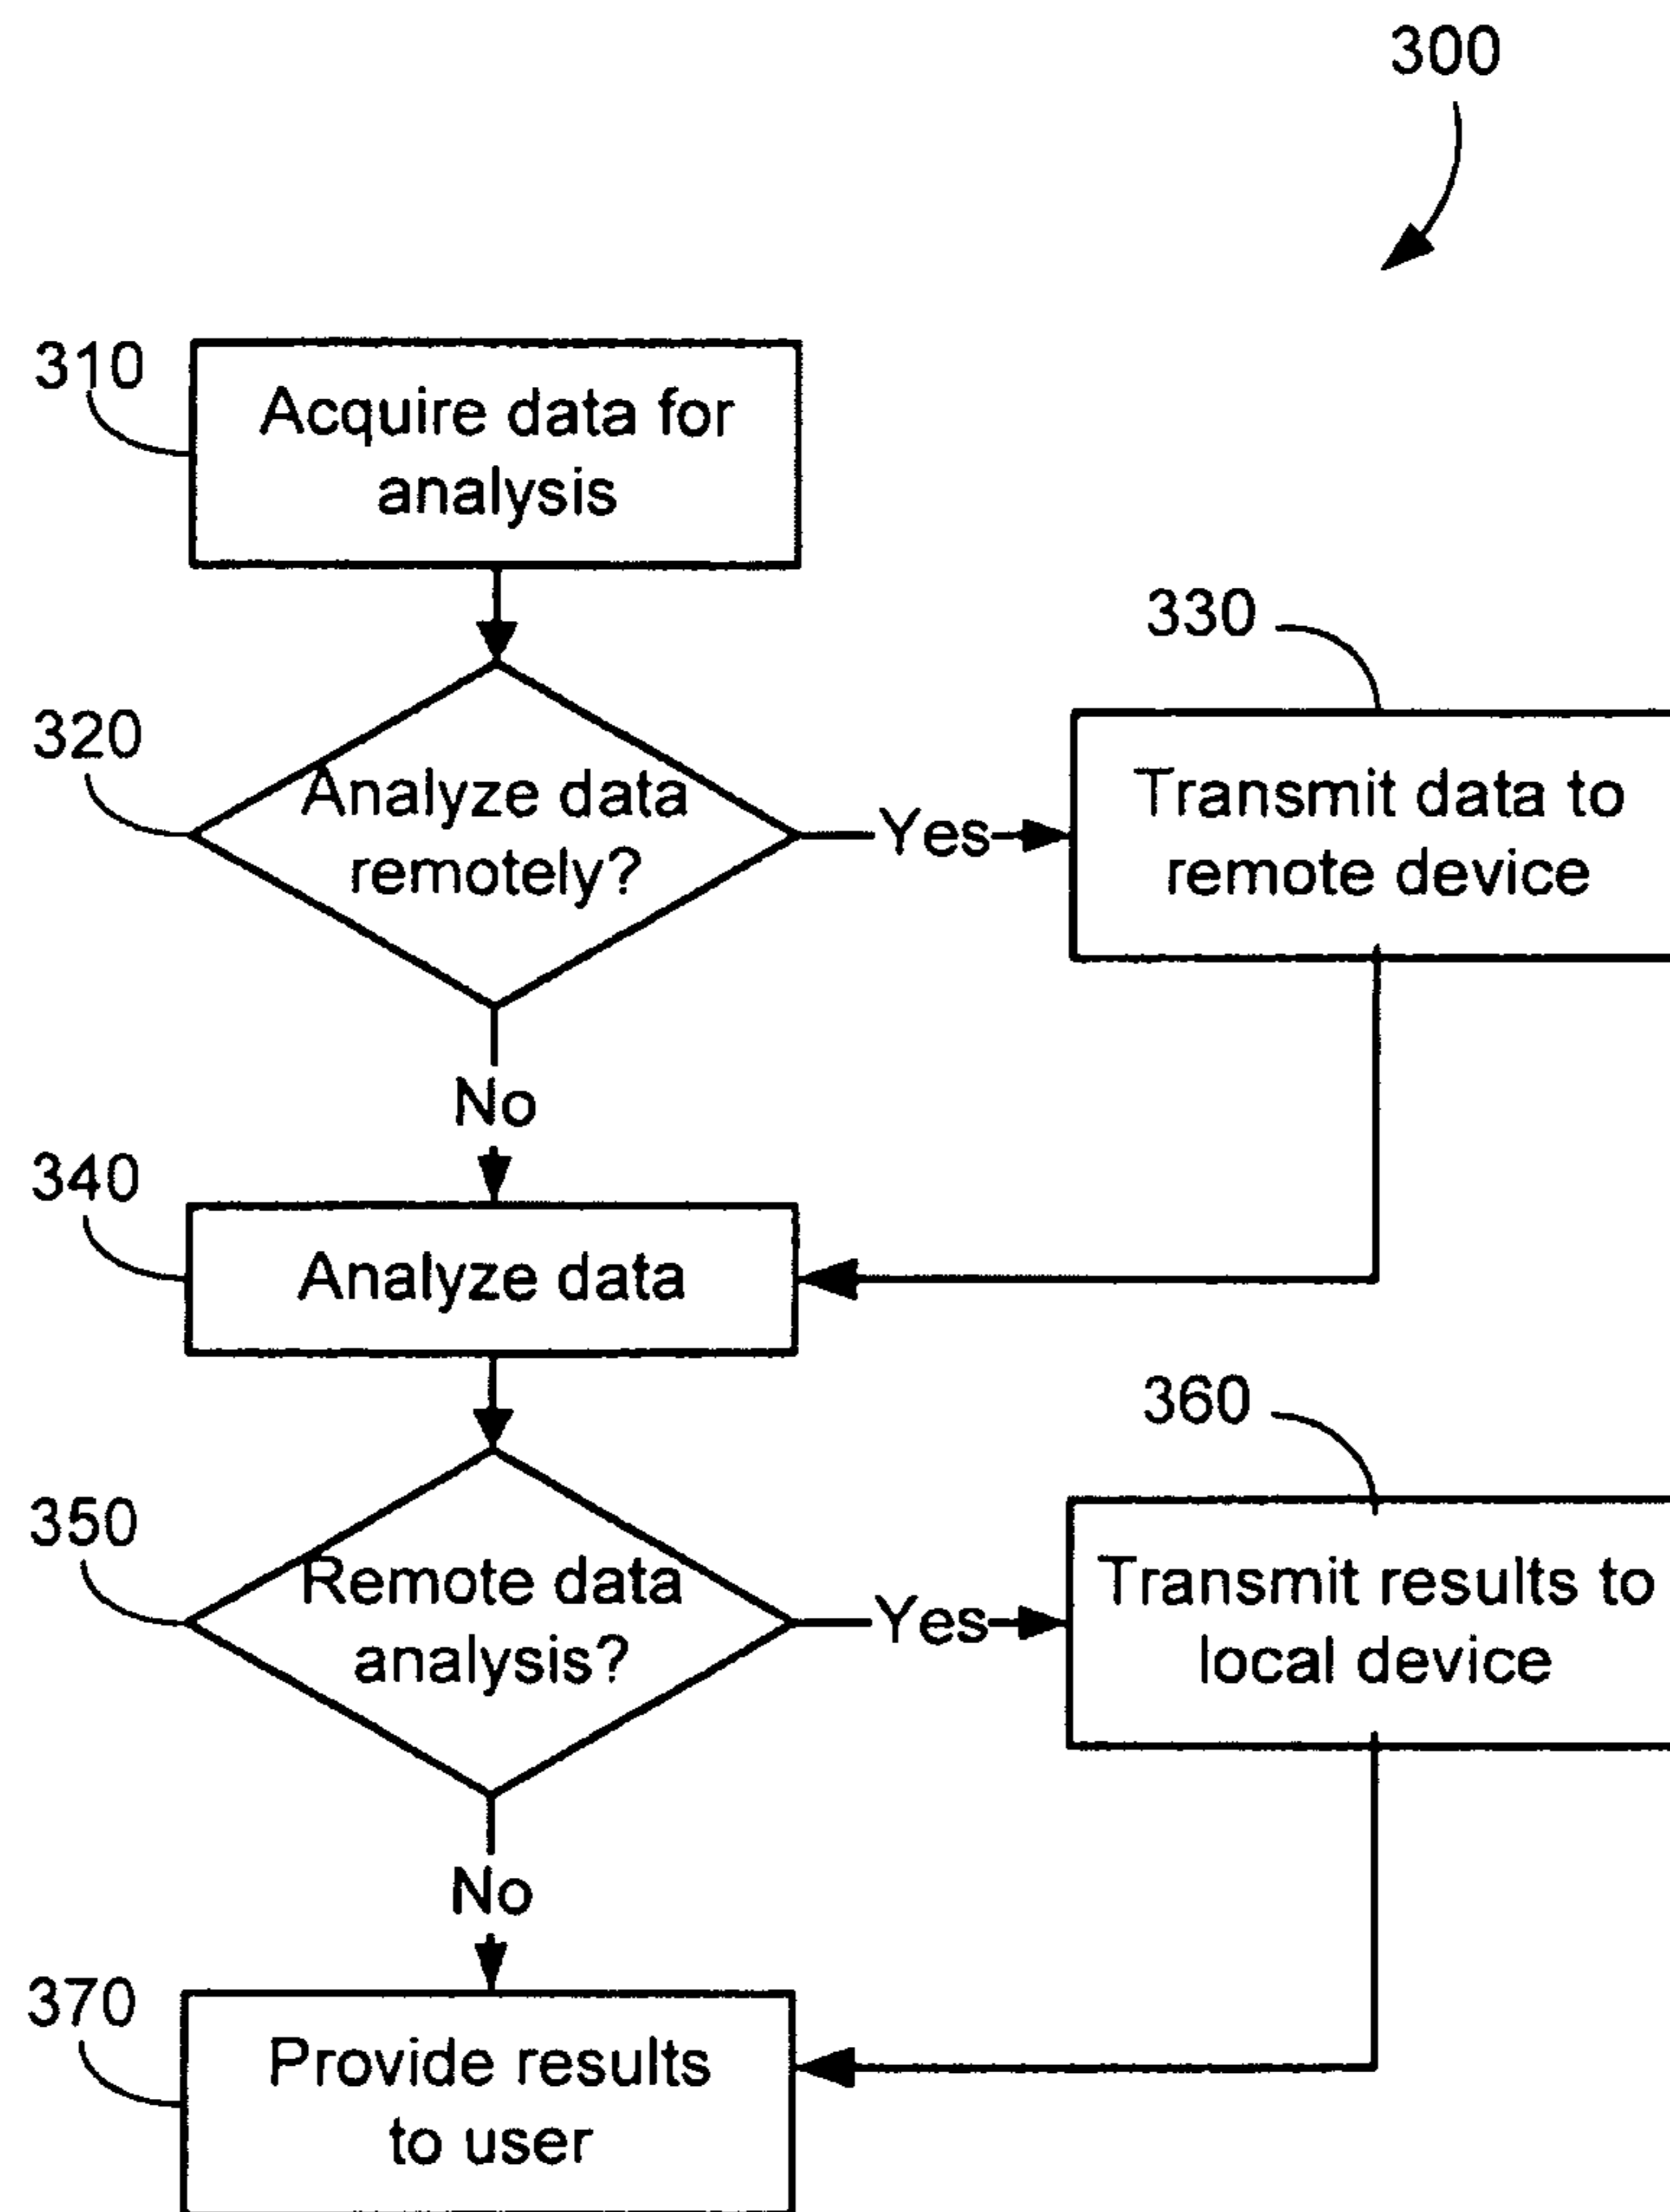 300
310
Acquire data for
analysis
320
Analyze data
remotely?
Yes
330
Transmit data to
remote device
No
340
Analyze data
350
Remote data
analysis?
Yes
360
Transmit results to
local device
No
370
Provide results
to user